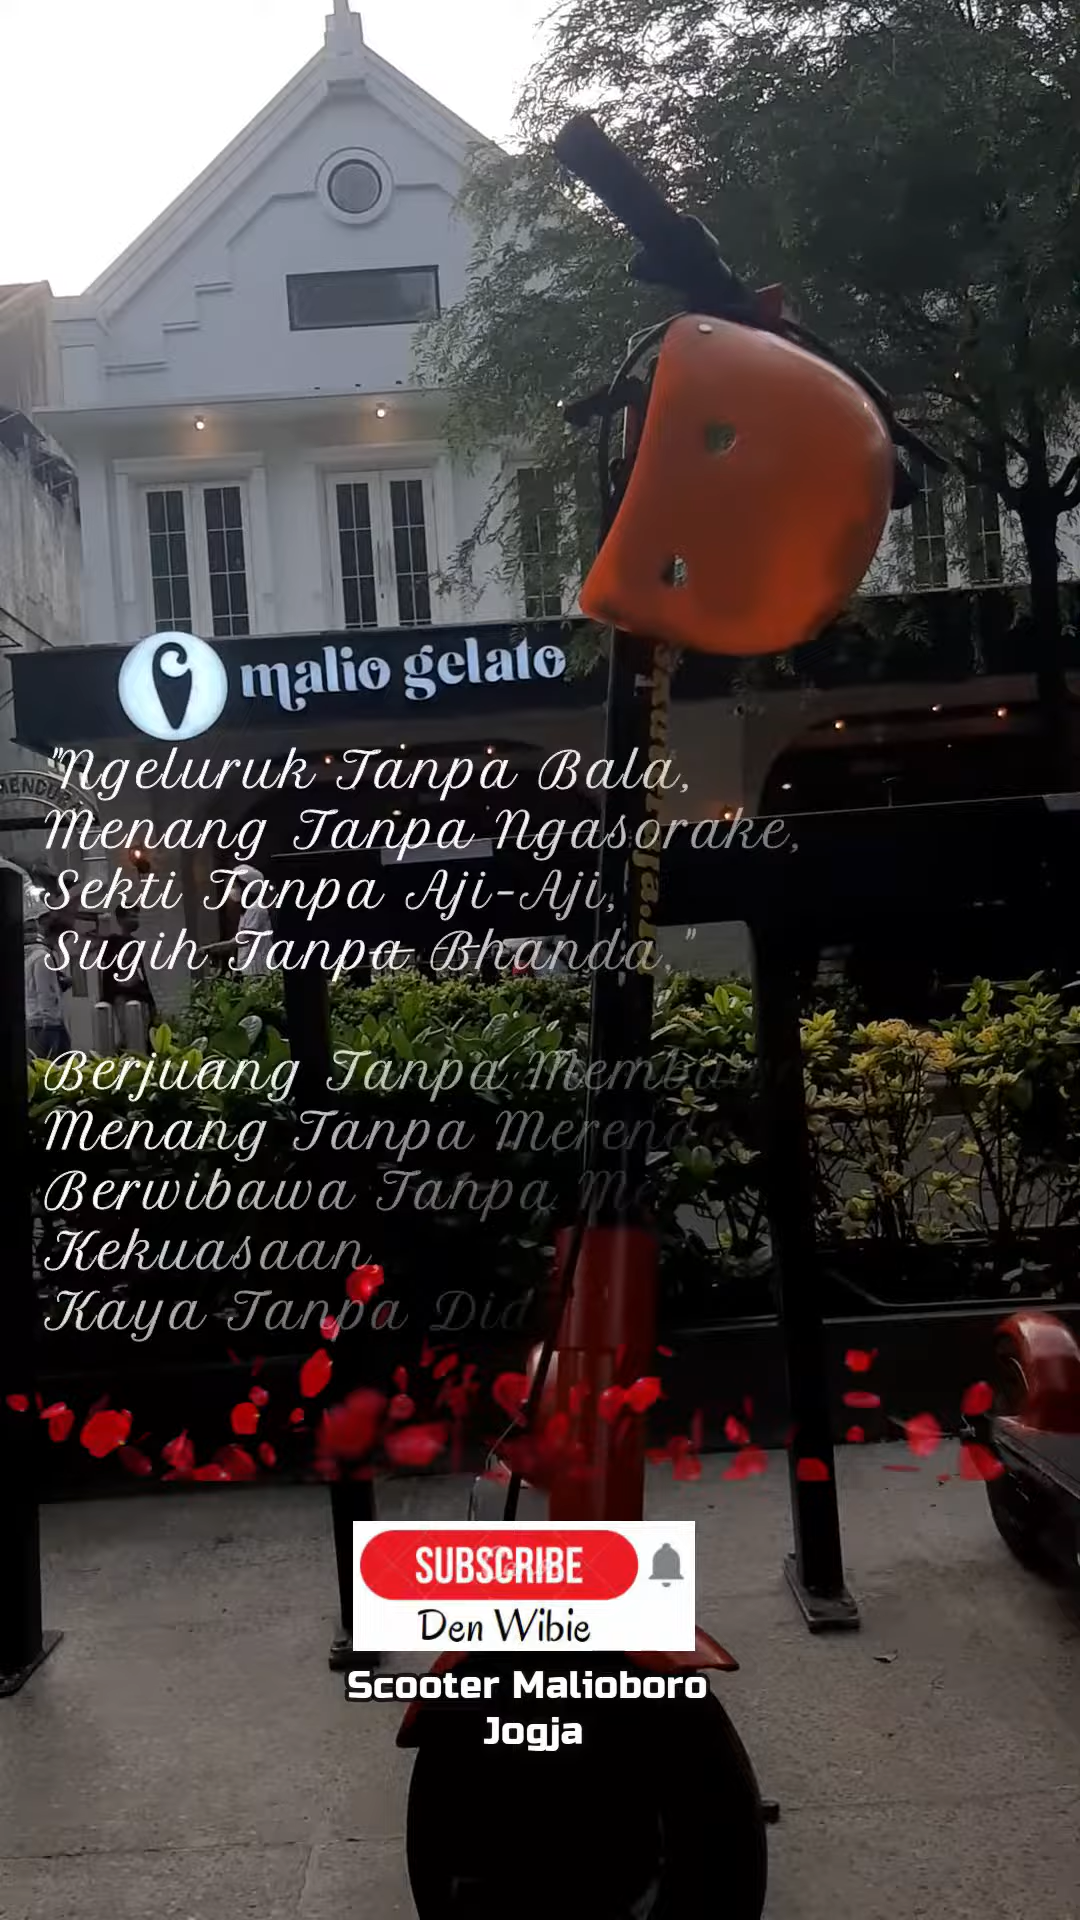 malio gelato
"Ngeluruk Tanpa Bala,
Menang Tanpa Ngasorake,
Sekti Tanpa Aji-Aji,
Sugih Tanpa Bhanda."
Berjuang Tanpa
Menang Tanpa
Berwibawa Tanpa
Kekuasaan.
Kaya Tanpa
SUBSCRIBE
Den Wibie
Scooter Malioboro
Jogja